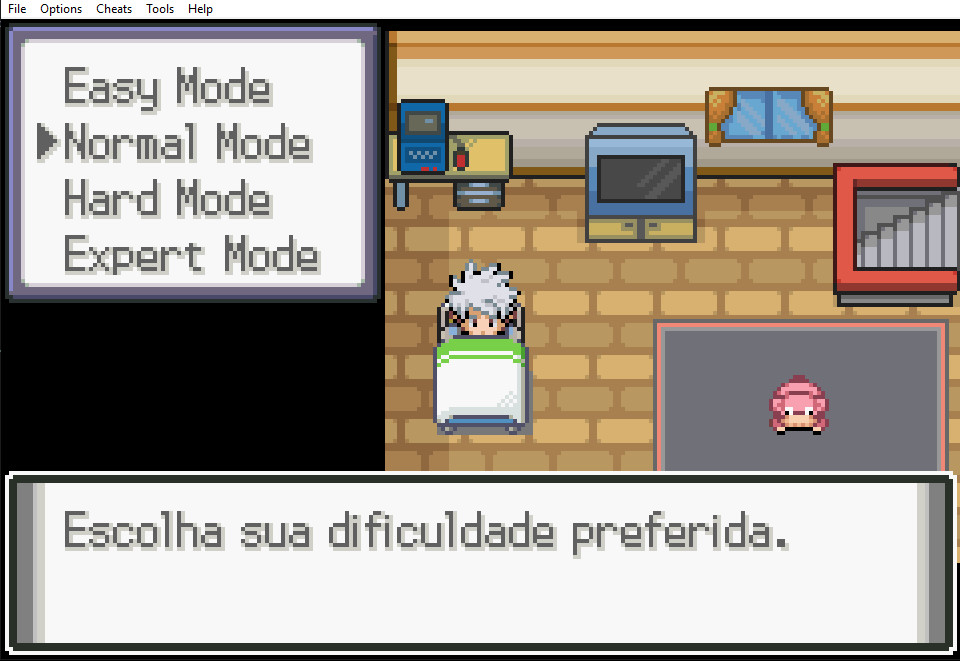 File Options Cheats Tools Help
Easy Mode
Normal Mode
Hard Mode
Expert Mode
Escolha sua dificuldade preferida.